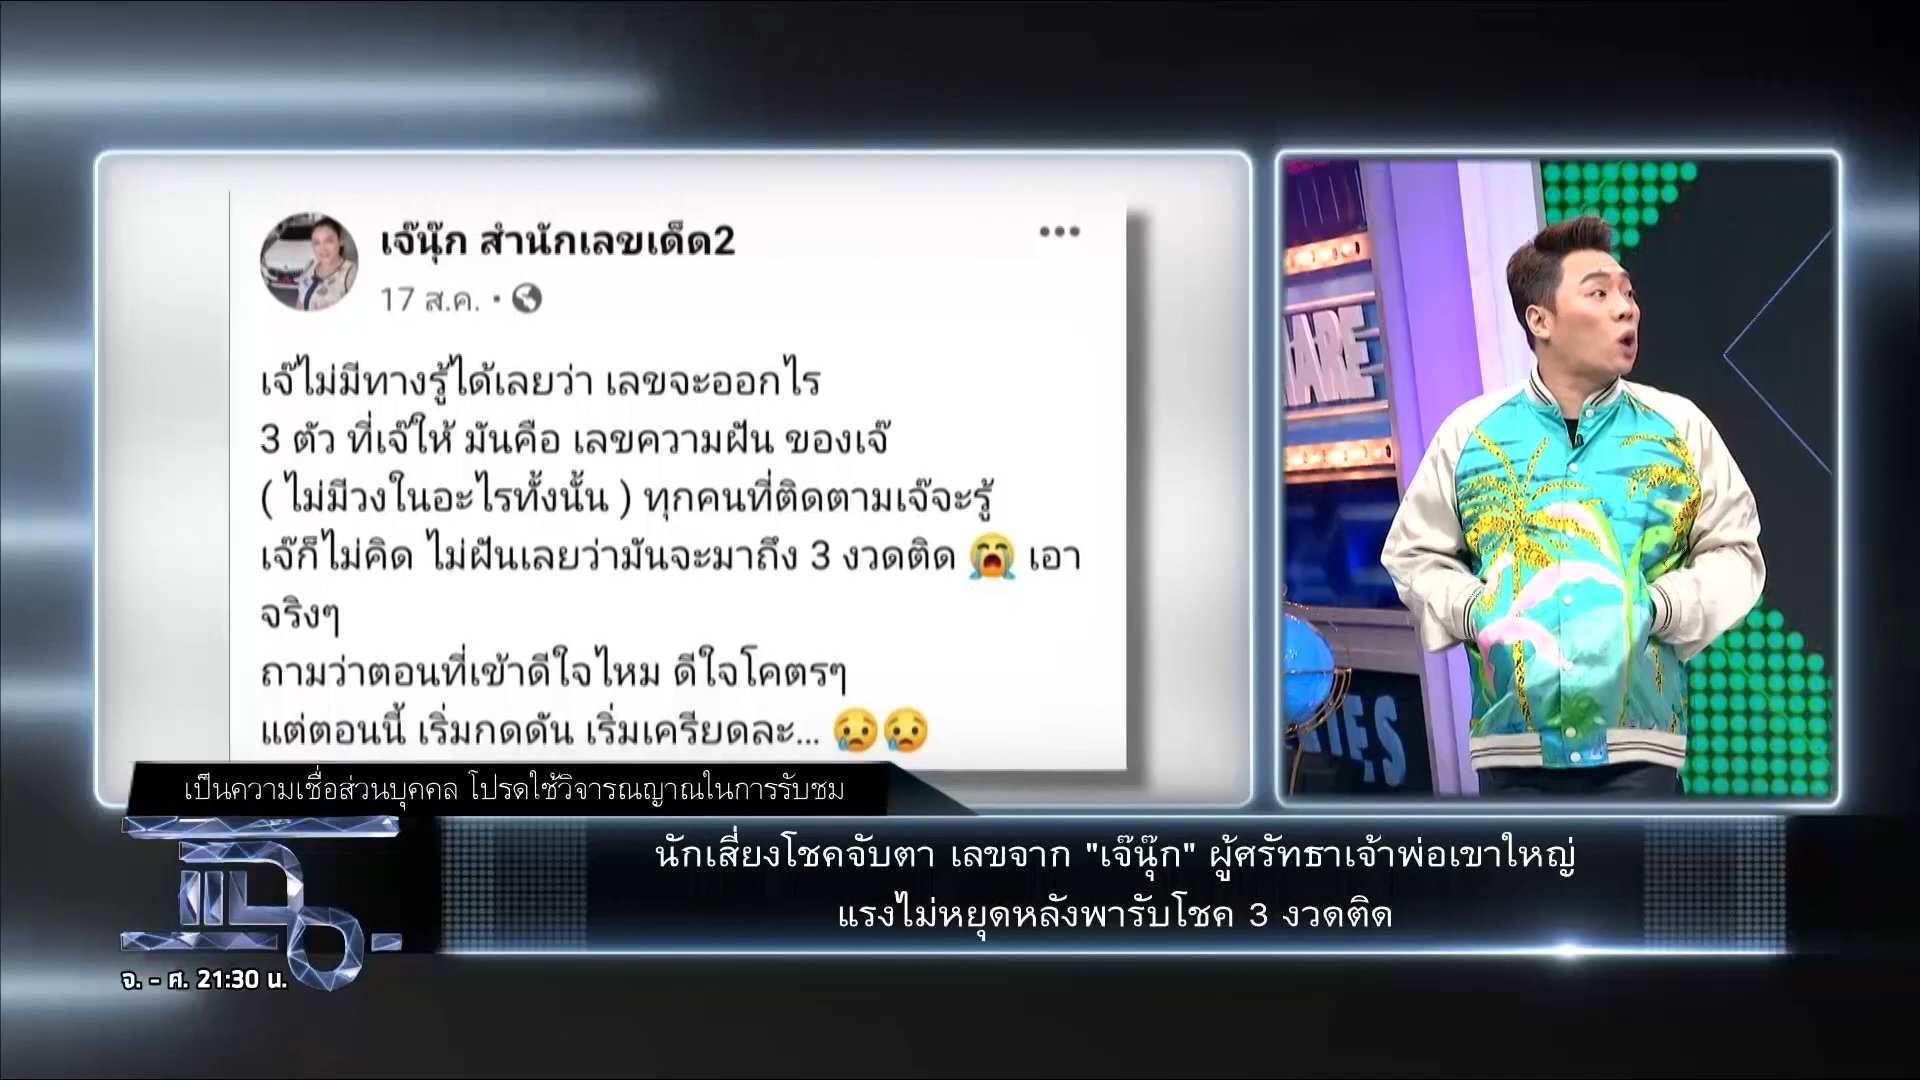 เจ๊นุ๊ก สำนักเลขเด็ด2
17 ส.ค.
เจ๊ไม่มีทางรู้ได้เลยว่า เลขจะออกไร
3 ตัว ที่เจ๊ให้ มันคือ เลขความฝัน ของเจ๊
( ไม่มีวงในอะไรทั้งนั้น ) ทุกคนที่ติดตามเจ๊จะรู้
เจ๊ก็ไม่คิด ไม่ฝันเลยว่ามันจะมาถึง 3 งวดติด 😭 เอา
จริงๆ
ถามว่าตอนที่เข้าดีใจไหม ดีใจโคตรๆ
แต่ตอนนี้ เริ่มกดดัน เริ่มเครียดละ... 😢😢
เป็นความเชื่อส่วนบุคคล โปรดใช้วิจารณญาณในการรับชม
นักเสี่ยงโชคจับตา เลขจาก "เจ๊นุ๊ก" ผู้ศรัทธาเจ้าพ่อเขาใหญ่
แรงไม่หยุดหลังพารับโชค 3 งวดติด
แฉ
จ. - ศ. 21:30 น.